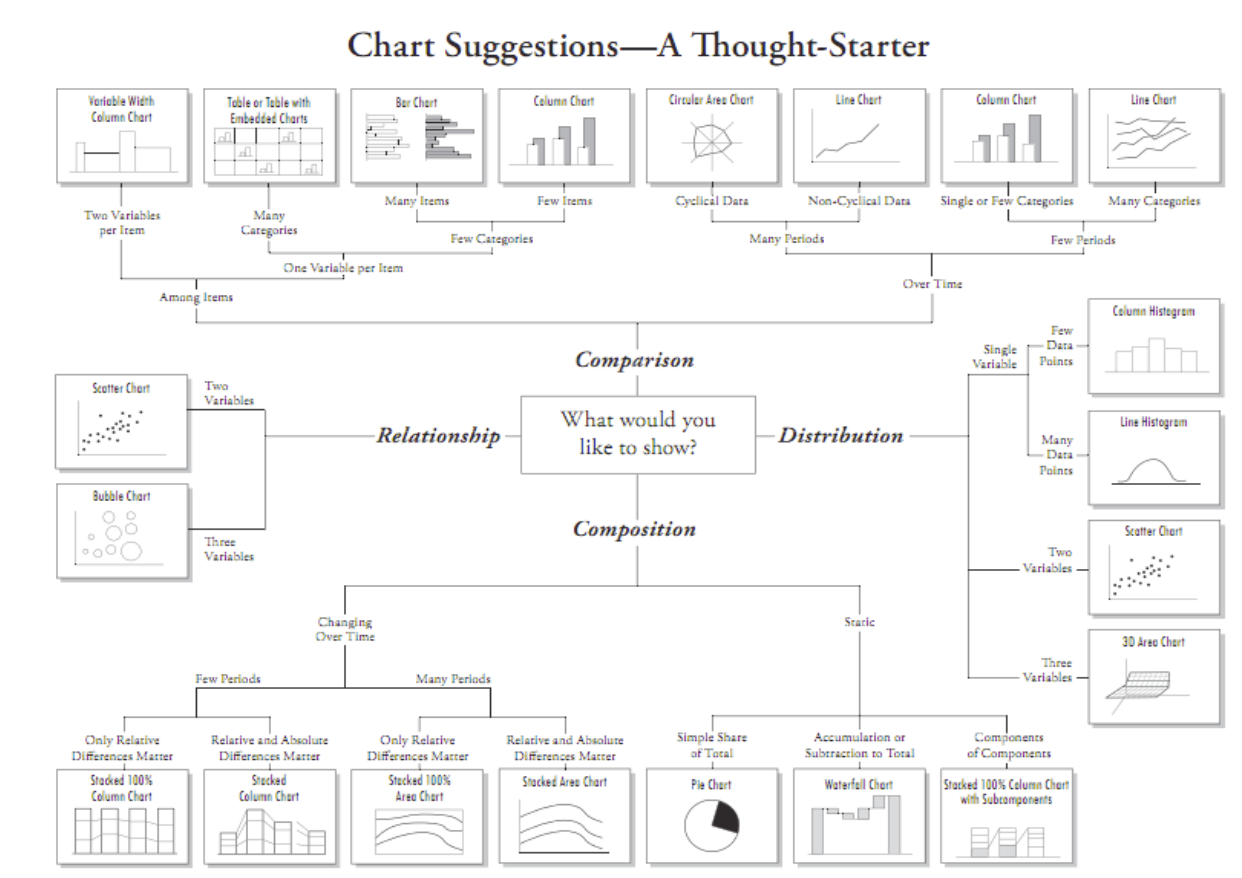 Chart Suggestions—A Thought-Starter
Variable Width
Column Chart
Table or Table with
Embedded Charts
Bar Chart
Column Chart
Circular Area Chart
Line Chart
Column Chart
Line Chart
Two Variables
per Item
Many
Categories
Many Items
Few Items
Cyclical Data
Non-Cyclical Data
Single or Few Categories
Many Categories
Few Categories
Many Periods
Few Periods
One Variable per Item
Among Items
Over Time
Comparison
What would you
like to show?
Relationship
Two
Variables
Scatter Chart
Bubble Chart
Three
Variables
Distribution
Single
Variable
Few
Data
Points
Column Histogram
Many
Data
Points
Line Histogram
Two
Variables
Scatter Chart
Three
Variables
3D Area Chart
Composition
Changing
Over Time
Static
Few Periods
Many Periods
Only Relative
Differences Matter
Relative and Absolute
Differences Matter
Only Relative
Differences Matter
Relative and Absolute
Differences Matter
Simple Share
of Total
Accumulation or
Subtraction to Total
Components
of Components
Stacked 100%
Column Chart
Stacked
Column Chart
Stacked 100%
Area Chart
Stacked Area Chart
Pie Chart
Waterfall Chart
Stacked 100% Column Chart
with Subcomponents